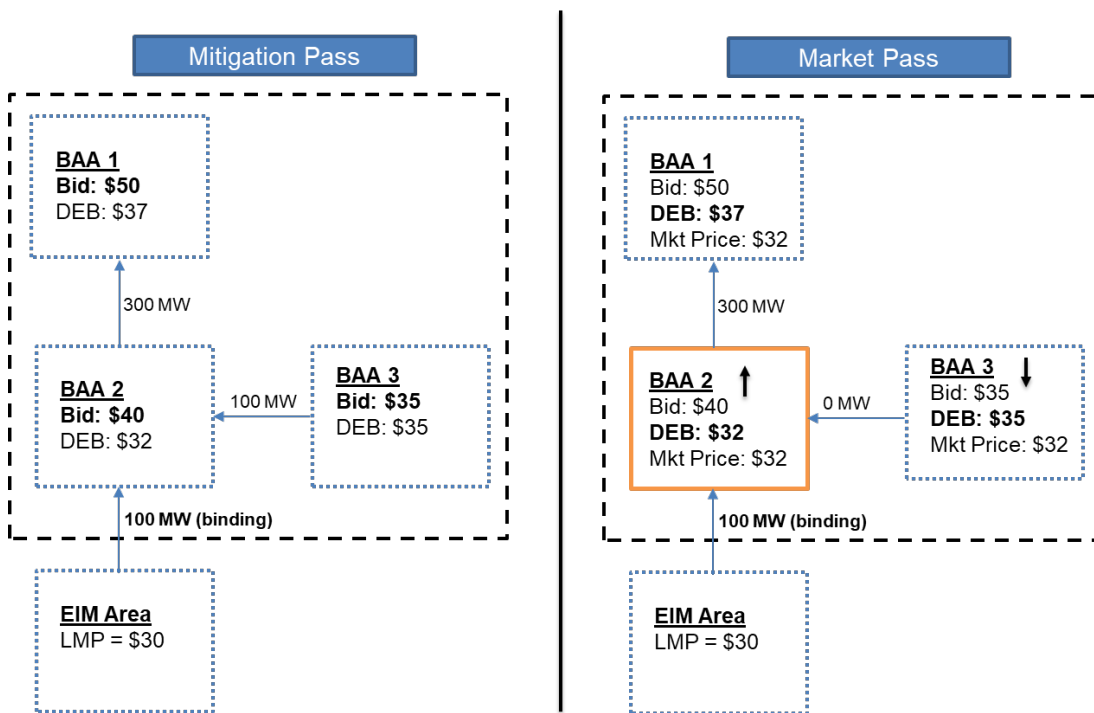 Mitigation Pass
BAA 1
Bid: $50
DEB: $37
300 MW
BAA 2
Bid: $40
DEB: $32
100 MW
BAA 3
Bid: $35
DEB: $35
100 MW (binding)
EIM Area
LMP = $30
Market Pass
BAA 1
Bid: $50
DEB: $37
Mkt Price: $32
300 MW
BAA 2
Bid: $40
DEB: $32
Mkt Price: $32
0 MW
BAA 3
Bid: $35
DEB: $35
Mkt Price: $32
100 MW (binding)
EIM Area
LMP = $30